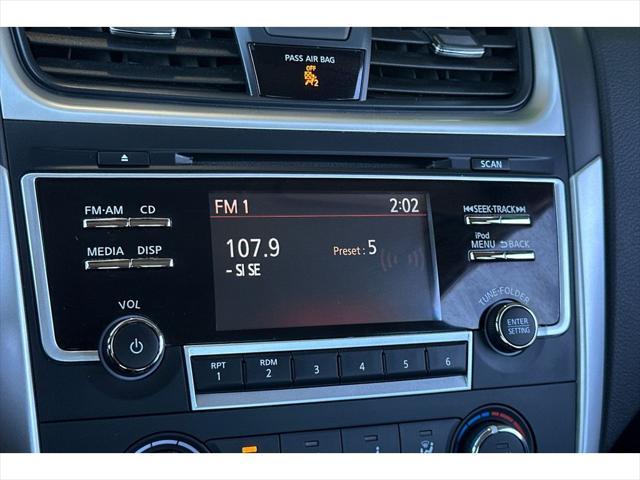 PASS AIR BAG
OFF
2
SCAN
FM·AM CD
FM 1 2:02
SEEK·TRACK
MEDIA DISP
107.9 Preset : 5
- SI SE
iPod
MENU BACK
VOL
TUNE·FOLDER
ENTER
SETTING
RPT RDM
1 2 3 4 5 6